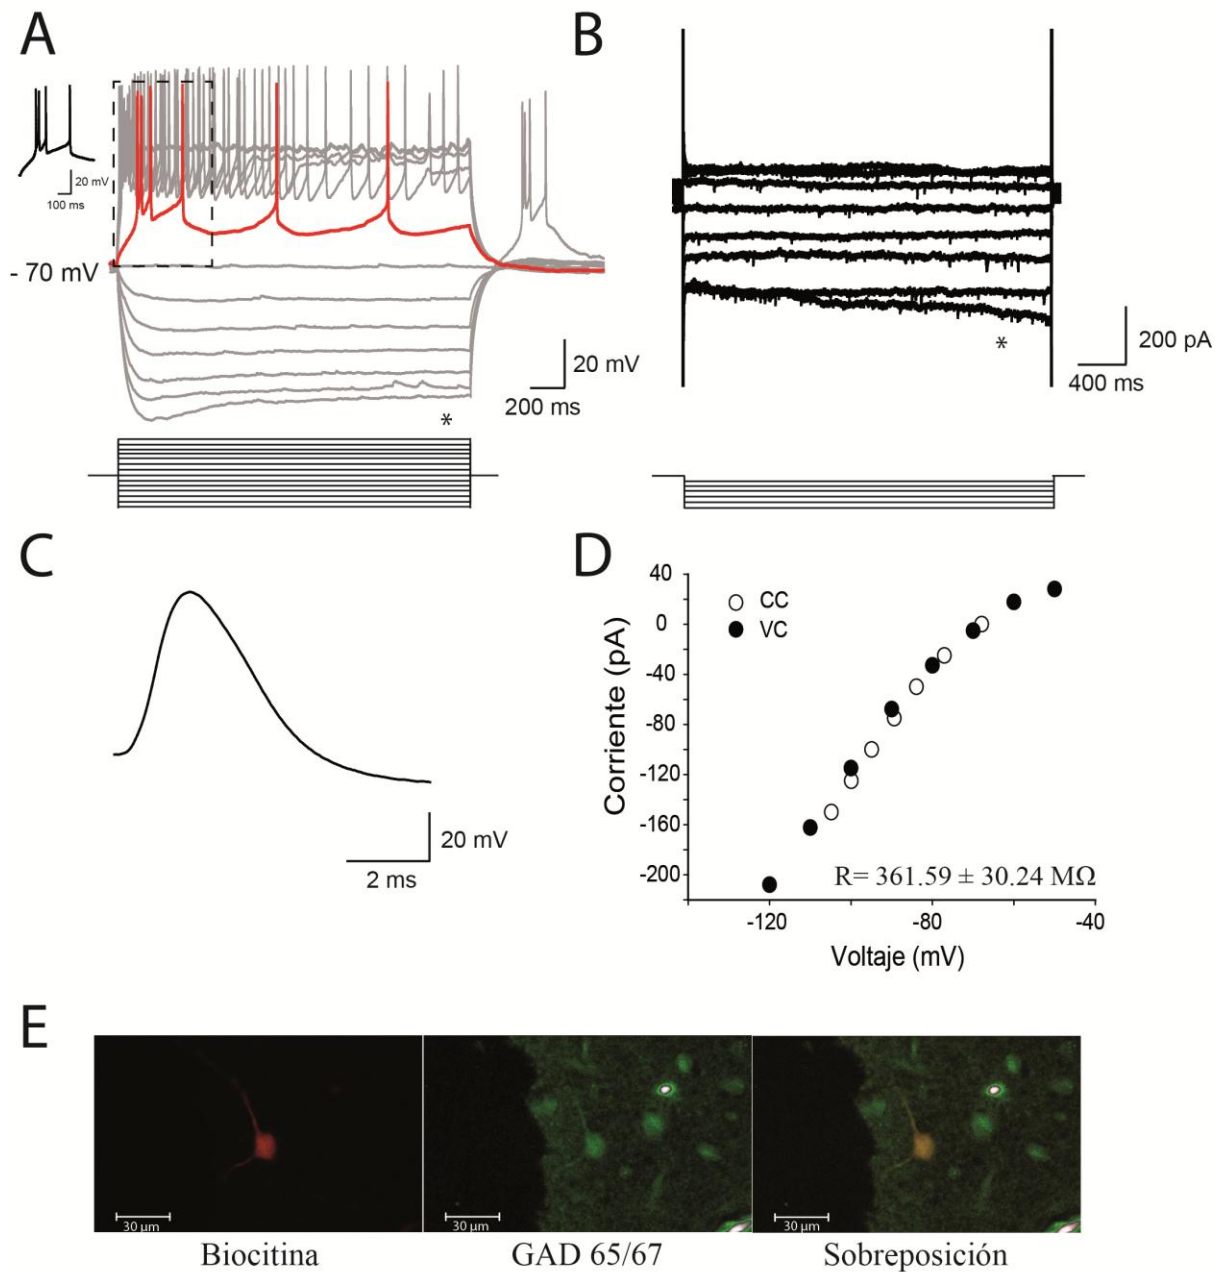 A
B
20 mV
100 ms
- 70 mV
20 mV
200 ms
*
*
200 pA
400 ms
C
20 mV
2 ms
D
40
0
-40
-80
-120
-160
-200
CC
VC
Corriente (pA)
R= 361.59 ± 30.24 MΩ
-120
-80
-40
Voltaje (mV)
E
30 µm
30 µm
30 µm
Biocitina
GAD 65/67
Sobreposición